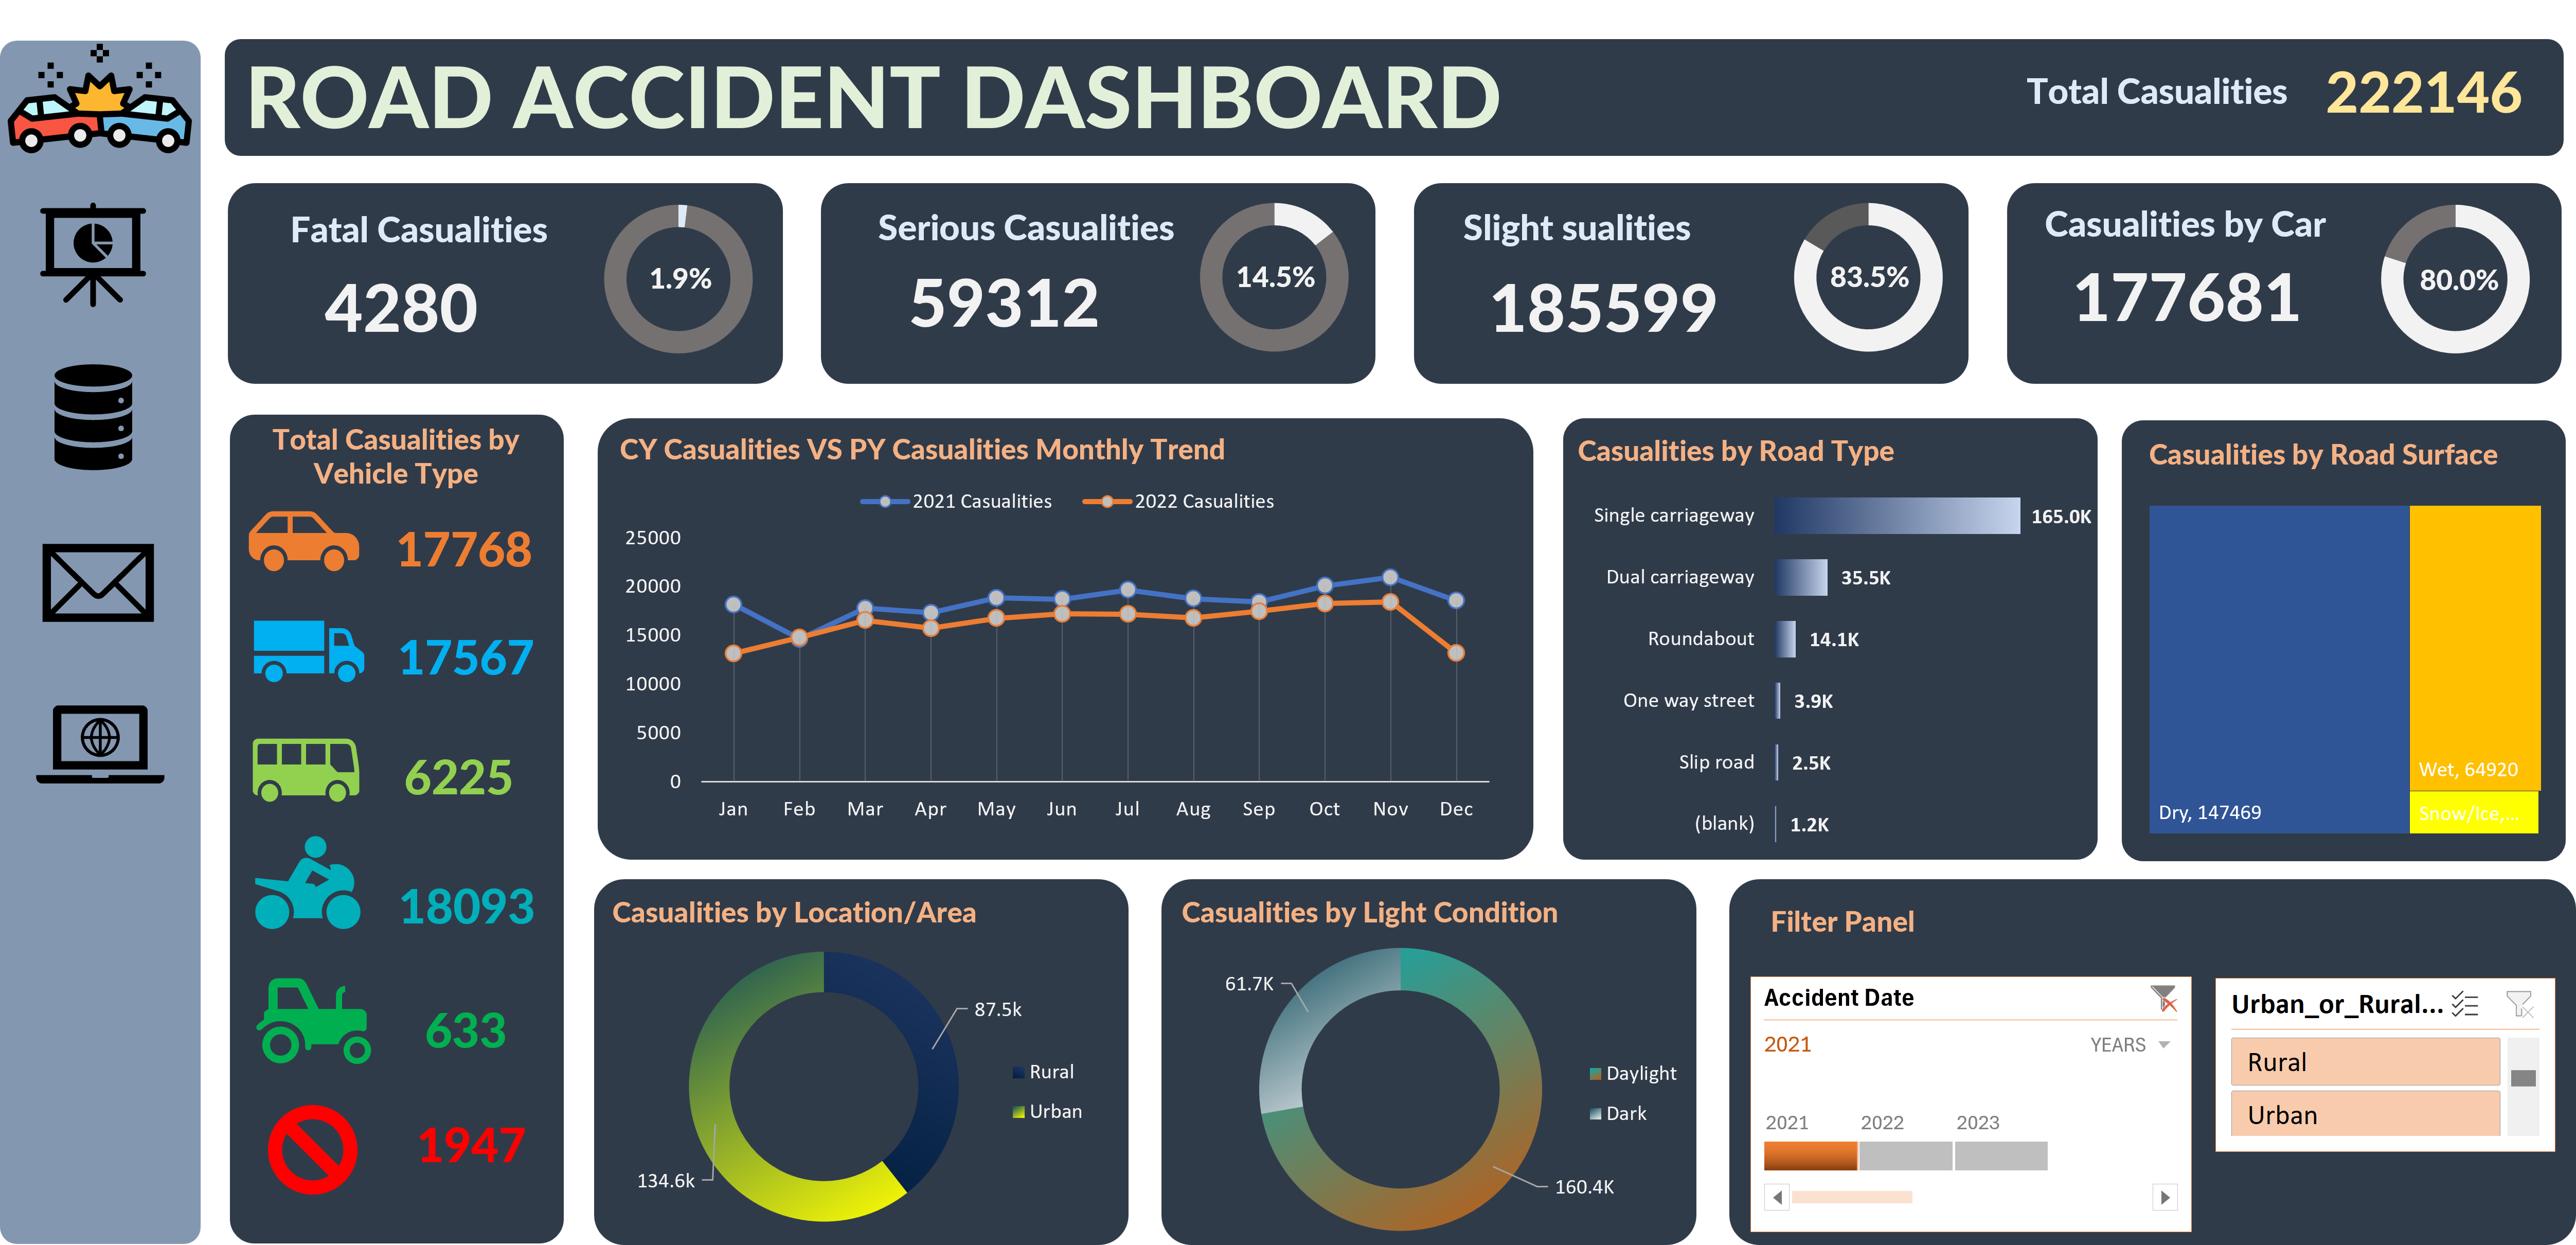 ROAD ACCIDENT DASHBOARD
Total Casualities 222146
Fatal Casualities
4280
1.9%
Serious Casualities
59312
14.5%
Slight sualities
185599
83.5%
Casualities by Car
177681
80.0%
Total Casualities by
Vehicle Type
17768
17567
6225
18093
633
1947
CY Casualities VS PY Casualities Monthly Trend
2021 Casualities 2022 Casualities
25000
20000
15000
10000
5000
0
Jan Feb Mar Apr May Jun Jul Aug Sep Oct Nov Dec
Casualities by Road Type
Single carriageway 165.0K
Dual carriageway 35.5K
Roundabout 14.1K
One way street 3.9K
Slip road 2.5K
(blank) 1.2K
Casualities by Road Surface
Wet, 64920
Dry, 147469
Snow/Ice,...
Casualities by Location/Area
87.5k
Rural
Urban
134.6k
Casualities by Light Condition
61.7K
Daylight
Dark
160.4K
Filter Panel
Accident Date
2021 YEARS
2021 2022 2023
Urban_or_Rural...
Rural
Urban